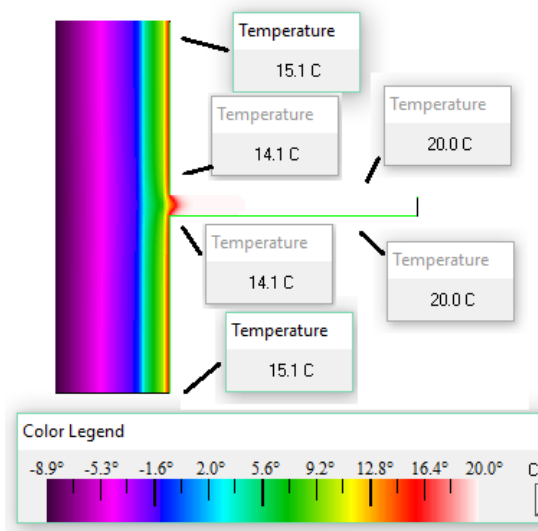 Temperature
15.1 C
Temperature
14.1 C
Temperature
20.0 C
Temperature
14.1 C
Temperature
20.0 C
Temperature
15.1 C
Color Legend
-8.9° -5.3° -1.6° 2.0° 5.6° 9.2° 12.8° 16.4° 20.0° C